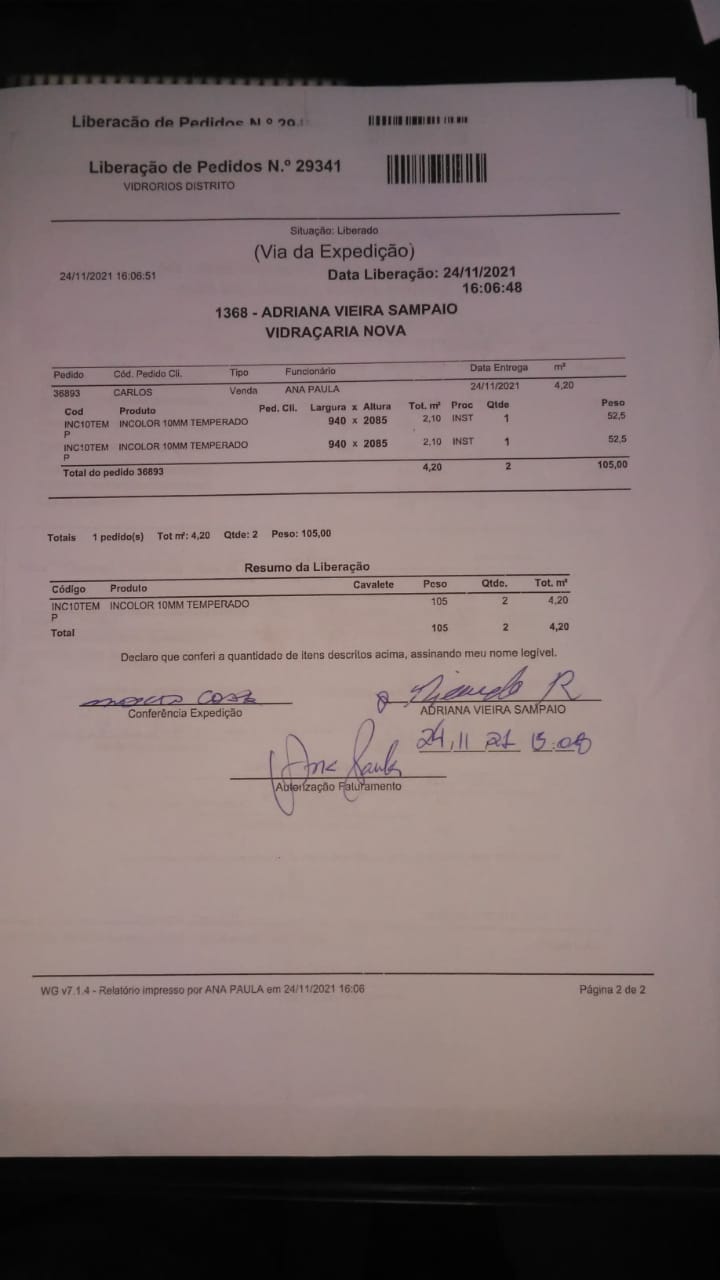 Liberação de Pedidos N.º 29
Liberação de Pedidos N.º 29341
VIDRORIOS DISTRITO
Situação: Liberado
(Via da Expedição)
24/11/2021 16:06:51 Data Liberação: 24/11/2021
16:06:48
1368 - ADRIANA VIEIRA SAMPAIO
VIDRAÇARIA NOVA
Pedido Cód. Pedido Cli. Tipo Funcionário Data Entrega m²
36893 CARLOS Venda ANA PAULA 24/11/2021 4,20
Cod Produto Ped. Cli. Largura x Altura Tot. m² Proc Qtde Peso
INC10TEM INCOLOR 10MM TEMPERADO 940 x 2085 2,10 INST 1 52,5
P
INC10TEM INCOLOR 10MM TEMPERADO 940 x 2085 2,10 INST 1 52,5
P
Total do pedido 36893 4,20 2 105,00
Totais 1 pedido(s) Tot m²: 4,20 Qtde: 2 Peso: 105,00
Resumo da Liberação
Código Produto Cavalete Peso Qtde. Tot. m²
INC10TEM INCOLOR 10MM TEMPERADO 105 2 4,20
P
Total 105 2 4,20
Declaro que conferi a quantidade de itens descritos acima, assinando meu nome legível.
R
Conferência Expedição ADRIANA VIEIRA SAMPAIO
24,11 21
Ana Paula
Autorização Faturamento
WG v7.1.4 - Relatório impresso por ANA PAULA em 24/11/2021 16:06 Página 2 de 2